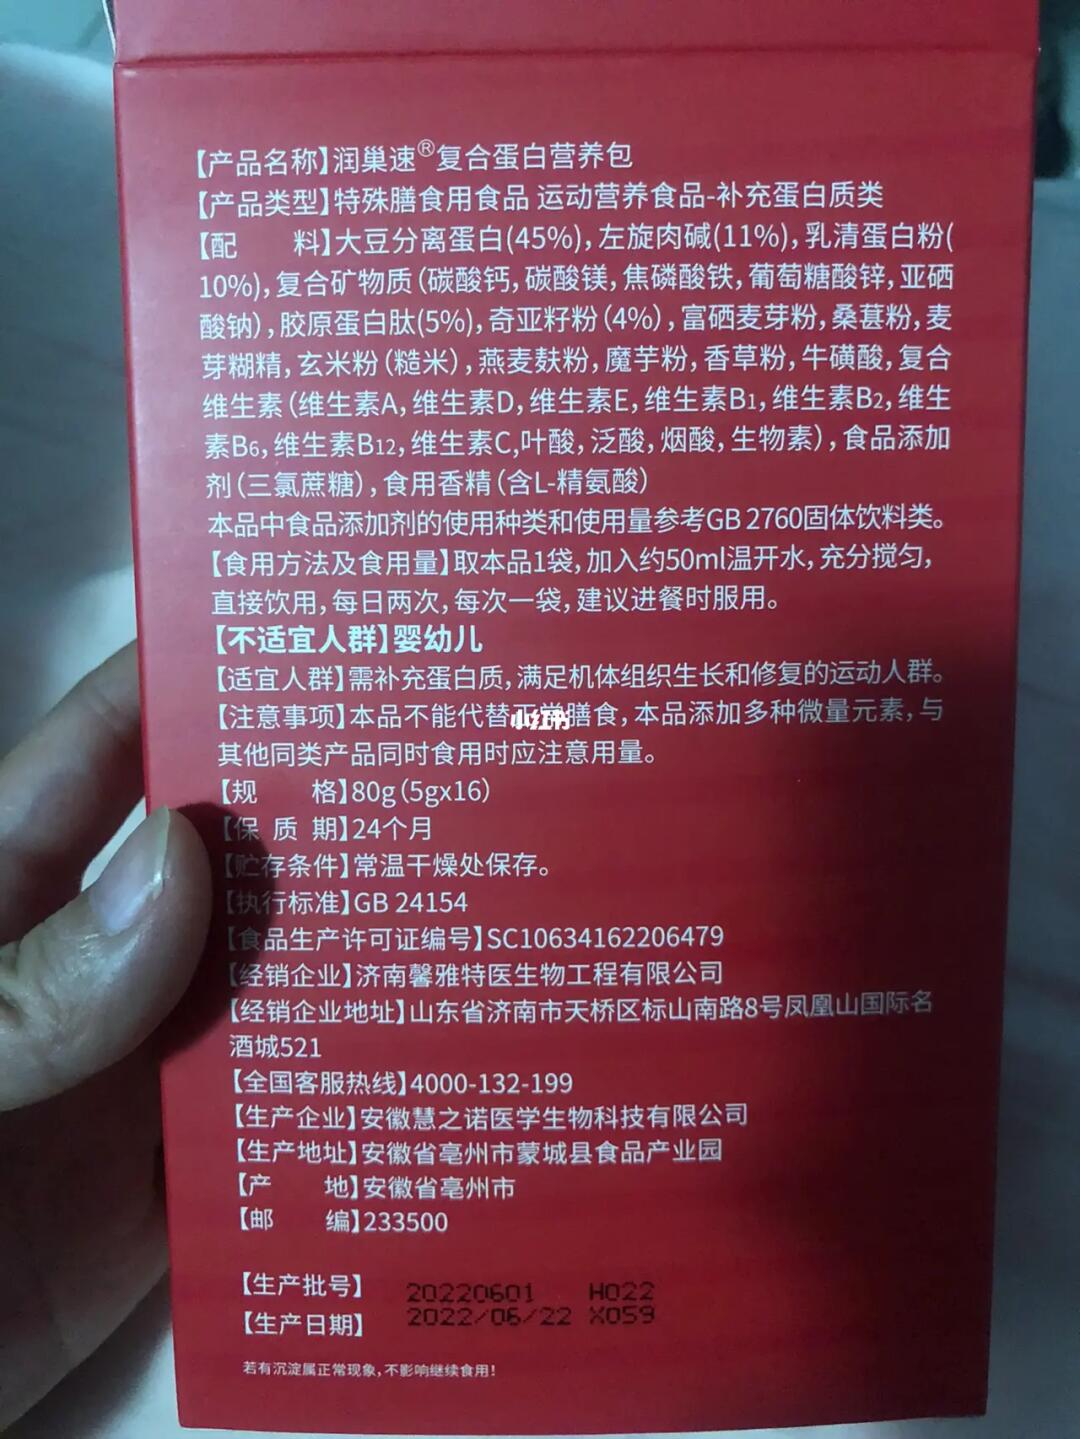 【产品名称】润巢速®复合蛋白营养包
【产品类型】特殊膳食用食品 运动营养食品-补充蛋白质类
【配 料】大豆分离蛋白(45%),左旋肉碱(11%),乳清蛋白粉(
10%),复合矿物质(碳酸钙,碳酸镁,焦磷酸铁,葡萄糖酸锌,亚硒
酸钠),胶原蛋白肽(5%),奇亚籽粉(4%),富硒麦芽粉,桑葚粉,麦
芽糊精,玄米粉(糙米),燕麦麸粉,魔芋粉,香草粉,牛磺酸,复合
维生素(维生素A,维生素D,维生素E,维生素B1,维生素B2,维生
素B6,维生素B12,维生素C,叶酸,泛酸,烟酸,生物素),食品添加
剂(三氯蔗糖),食用香精(含L-精氨酸)
本品中食品添加剂的使用种类和使用量参考GB 2760固体饮料类。
【食用方法及食用量】取本品1袋,加入约50ml温开水,充分搅匀,
直接饮用,每日两次,每次一袋,建议进餐时服用。
【不适宜人群】婴幼儿
【适宜人群】需补充蛋白质,满足机体组织生长和修复的运动人群。
【注意事项】本品不能代替正常膳食,本品添加多种微量元素,与
小红书
其他同类产品同时食用时应注意用量。
【规 格】80g(5gx16)
【保 质 期】24个月
【贮存条件】常温干燥处保存。
【执行标准】GB 24154
【食品生产许可证编号】SC10634162206479
【经销企业】济南馨雅特医生物工程有限公司
【经销企业地址】山东省济南市天桥区标山南路8号凤凰山国际名
酒城521
【全国客服热线】4000-132-199
【生产企业】安徽慧之诺医学生物科技有限公司
【生产地址】安徽省亳州市蒙城县食品产业园
【产 地】安徽省亳州市
【邮 编】233500
【生产批号】 20220601 H022
【生产日期】 2022/06/22 X059
若有沉淀属正常现象,不影响继续食用!